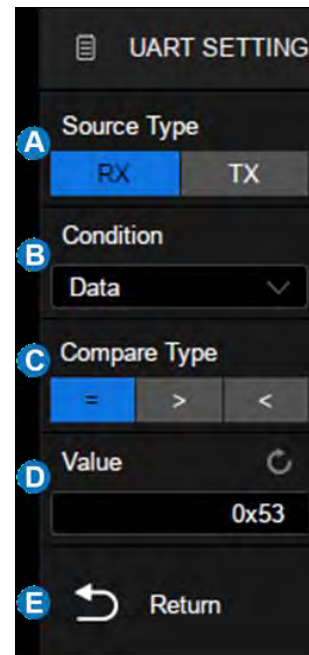 UART SETTING
A Source Type
RX TX
B Condition
Data
C Compare Type
= > <
D Value
0x53
E Return